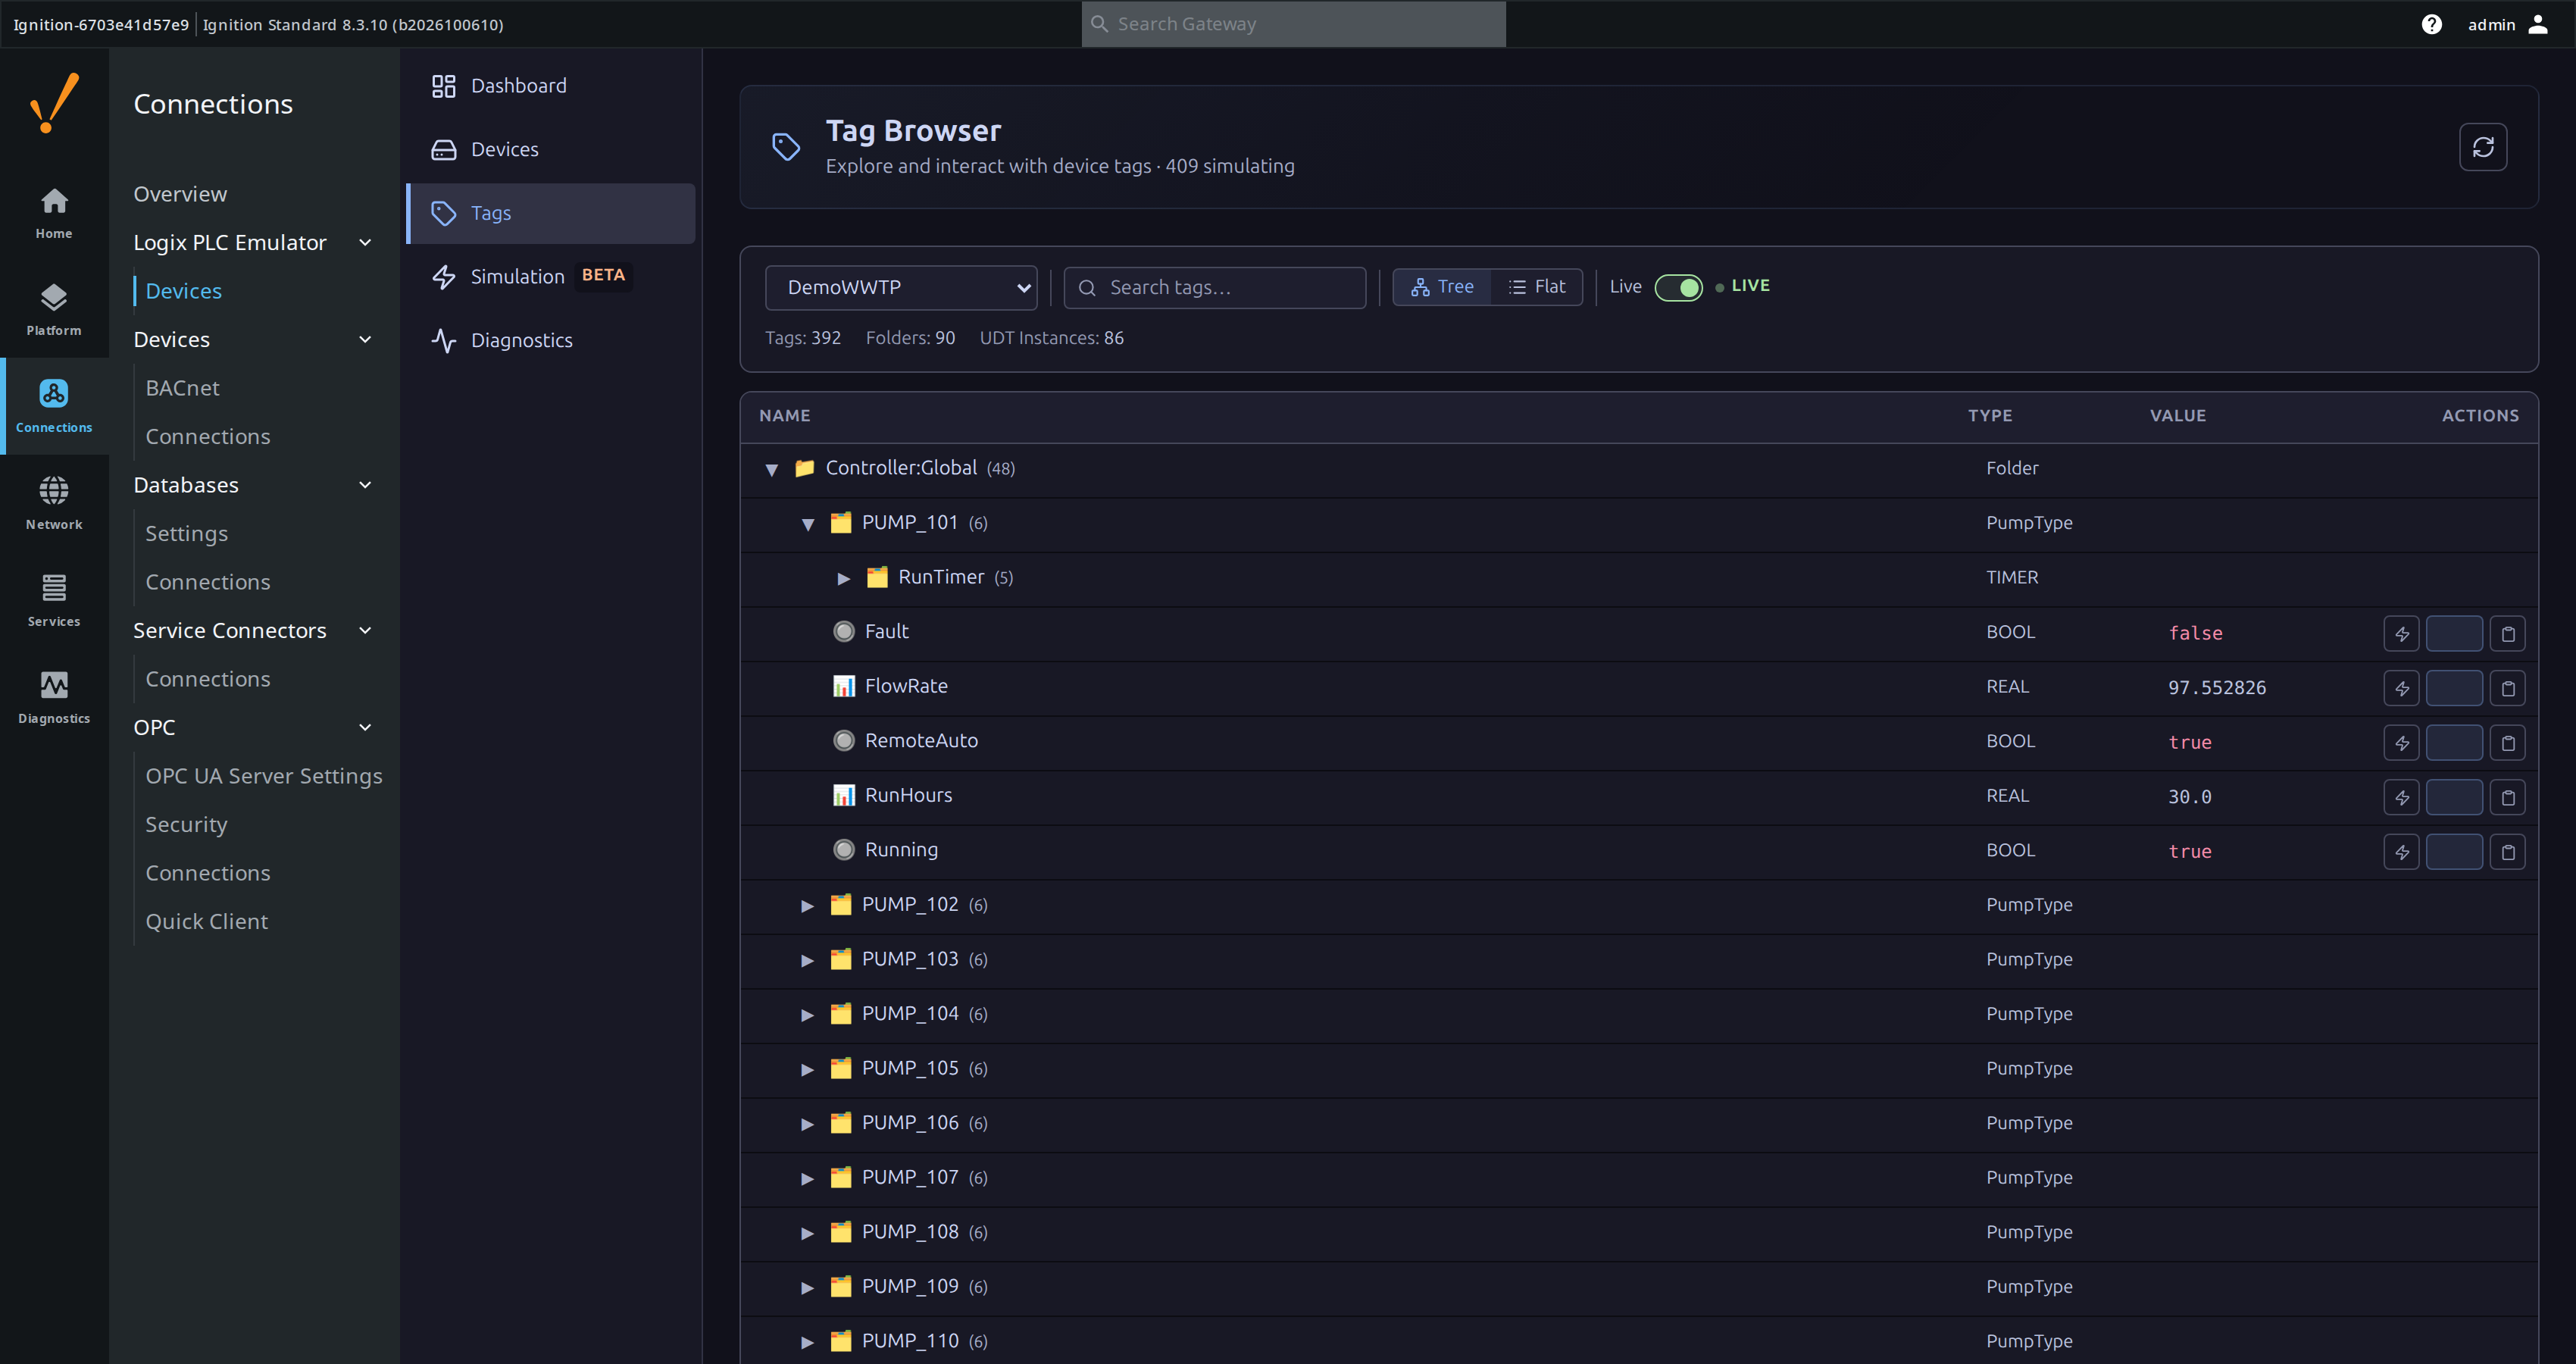 Ignition-6703e41d57e9 | Ignition Standard 8.3.10 (b2026100610)
Search Gateway
admin
Home
Platform
Connections
Network
Services
Diagnostics
Connections
Overview
Logix PLC Emulator
Devices
Devices
BACnet
Connections
Databases
Settings
Connections
Service Connectors
Connections
OPC
OPC UA Server Settings
Security
Connections
Quick Client
Dashboard
Devices
Tags
Simulation BETA
Diagnostics
Tag Browser
Explore and interact with device tags · 409 simulating
DemoWWTP Search tags... Tree Flat Live LIVE
Tags: 392 Folders: 90 UDT Instances: 86
NAME TYPE VALUE ACTIONS
Controller:Global (48) Folder
PUMP_101 (6) PumpType
RunTimer (5) TIMER
Fault BOOL false
FlowRate REAL 97.552826
RemoteAuto BOOL true
RunHours REAL 30.0
Running BOOL true
PUMP_102 (6) PumpType
PUMP_103 (6) PumpType
PUMP_104 (6) PumpType
PUMP_105 (6) PumpType
PUMP_106 (6) PumpType
PUMP_107 (6) PumpType
PUMP_108 (6) PumpType
PUMP_109 (6) PumpType
PUMP_110 (6) PumpType